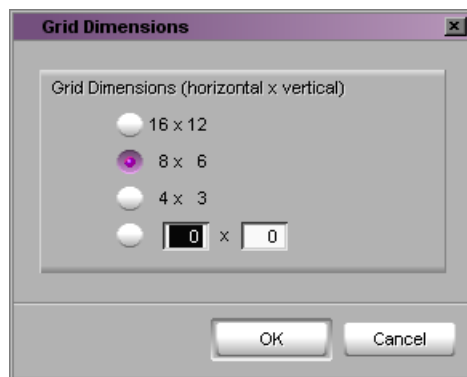 Grid Dimensions
Grid Dimensions (horizontal x vertical)
16 x 12
8 x 6
4 x 3
0 x 0
OK Cancel